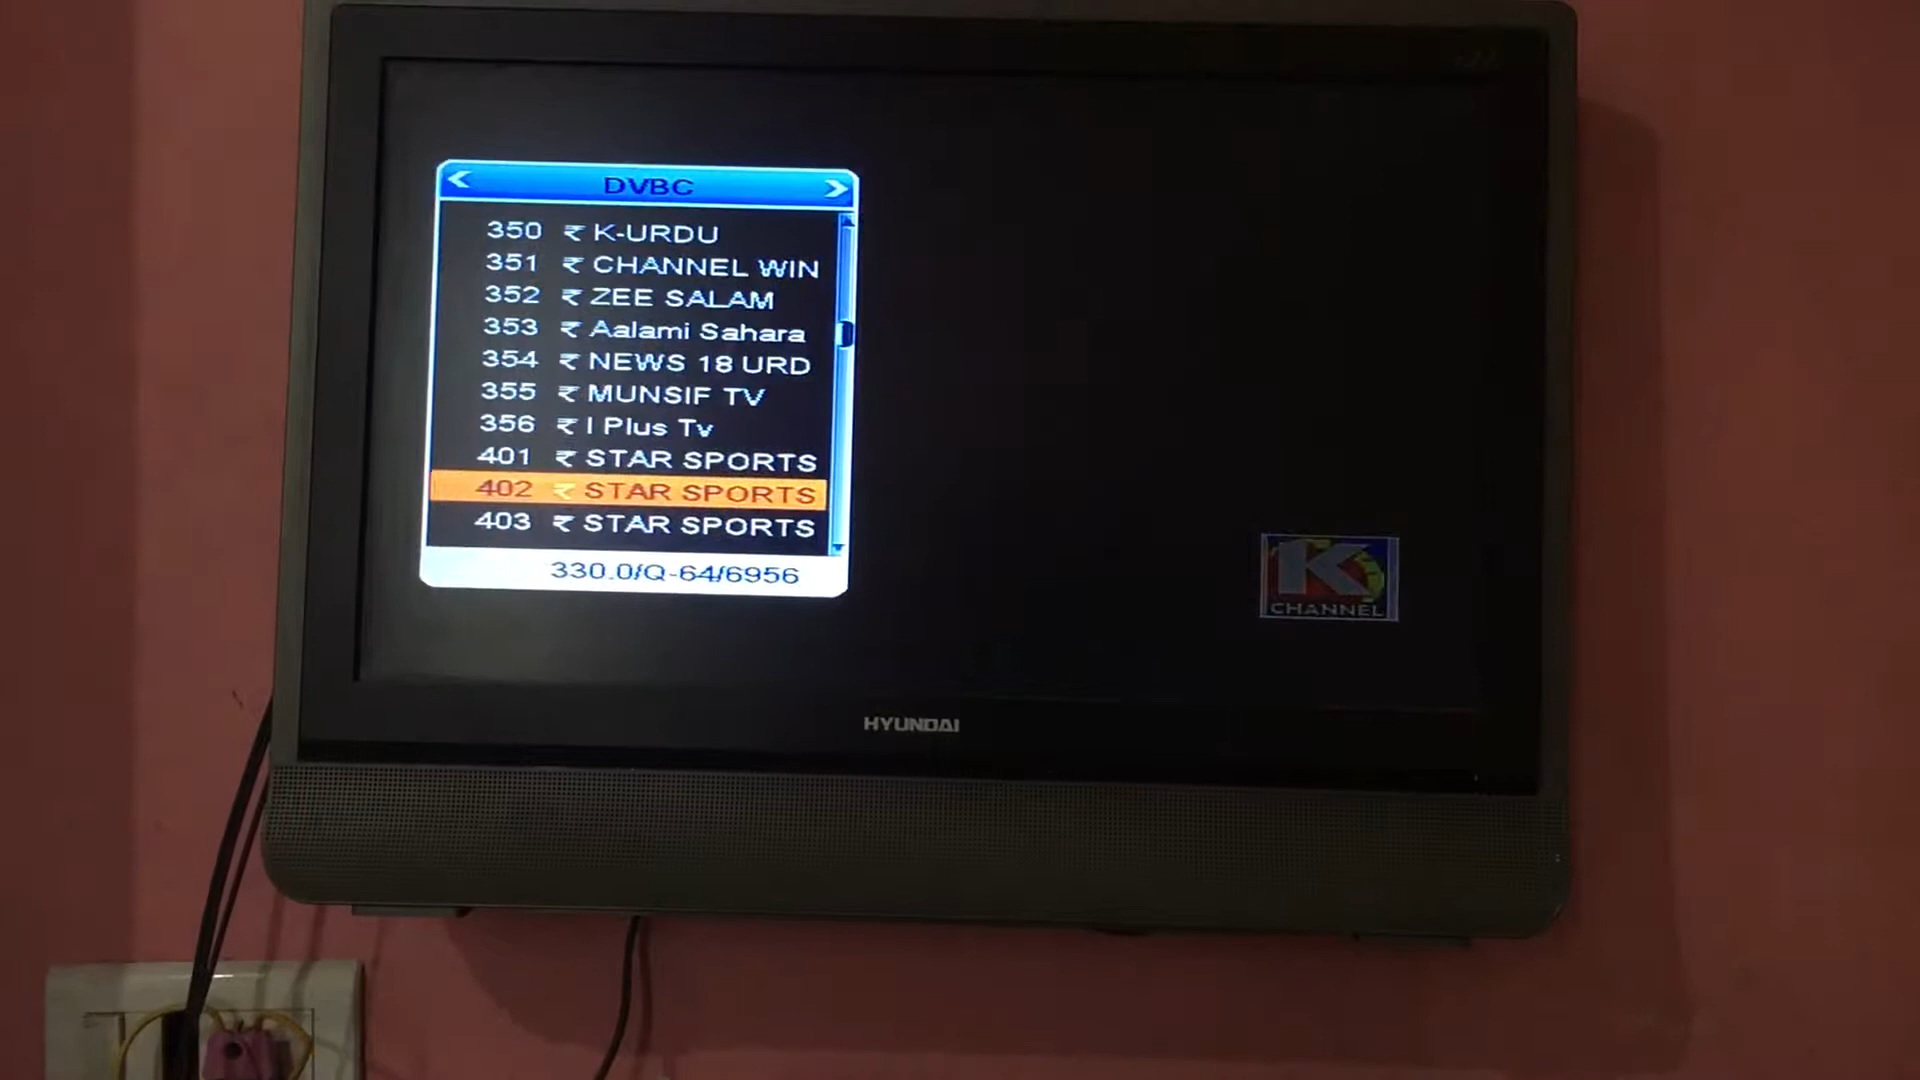 DVBC
350 ₹ K-URDU
351 ₹ CHANNEL WIN
352 ₹ ZEE SALAM
353 ₹ Aalami Sahara
354 ₹ NEWS 18 URD
355 ₹ MUNSIF TV
356 ₹ I Plus Tv
401 ₹ STAR SPORTS
402 ₹ STAR SPORTS
403 ₹ STAR SPORTS
330.0/Q-64/6956
K
CHANNEL
HYUNDAI